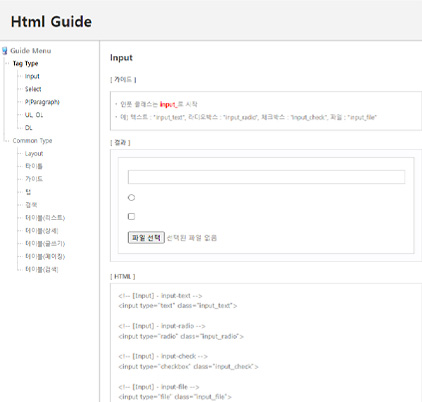 Html Guide
Guide Menu
Tag Type
Input
Select
P(Paragraph)
UL, OL
DL
Common Type
Layout
타이틀
가이드
탭
검색
테이블(리스트)
테이블(상세)
테이블(글쓰기)
테이블(페이징)
테이블(검색)
Input
[ 가이드 ]
인풋 클래스는 input_로 시작
예) 텍스트 : "input_text", 라디오박스 : "input_radio", 체크박스 : "input_check", 파일 : "input_file"
[ 결과 ]
파일 선택 선택된 파일 없음
[ HTML ]
<!-- [Input] - input-text -->
<input type="text" class="input_text">
<!-- [Input] - input-radio -->
<input type="radio" class="input_radio">
<!-- [Input] - input-check -->
<input type="checkbox" class="input_check">
<!-- [Input] - input-file -->
<input type="file" class="input_file">